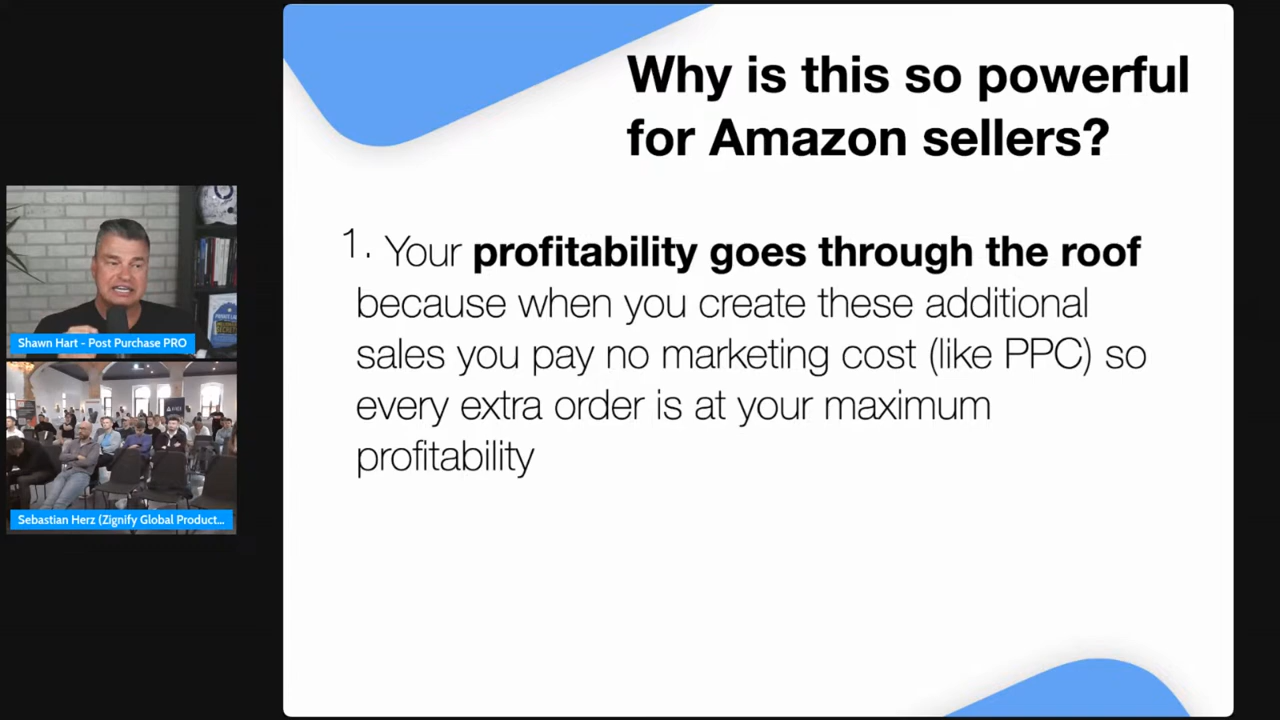 Why is this so powerful
for Amazon sellers?
1. Your profitability goes through the roof
because when you create these additional
sales you pay no marketing cost (like PPC) so
every extra order is at your maximum
profitability
Shawn Hart - Post Purchase PRO
Sebastian Herz (Zignify Global Product...